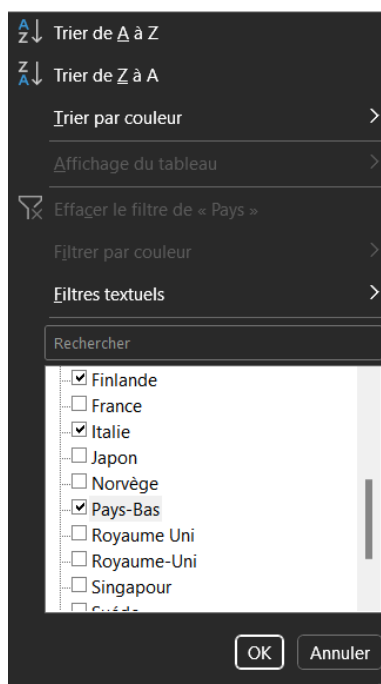 Trier de A à Z
Trier de Z à A
Trier par couleur
Affichage du tableau
Effacer le filtre de « Pays »
Filtrer par couleur
Filtres textuels
Rechercher
Finlande
France
Italie
Japon
Norvège
Pays-Bas
Royaume Uni
Royaume-Uni
Singapour
OK Annuler